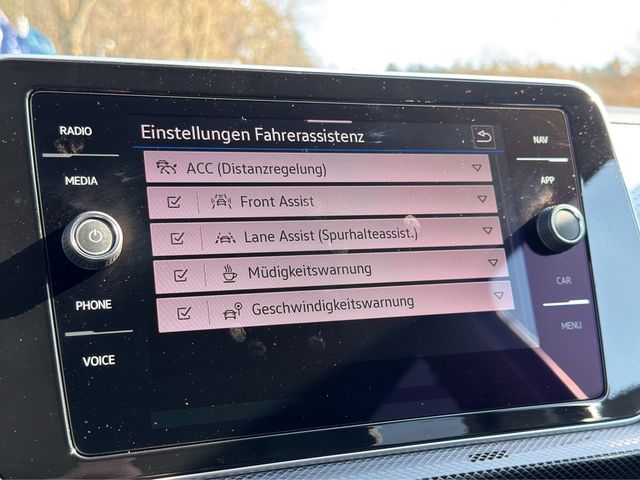 RADIO
MEDIA
PHONE
VOICE
Einstellungen Fahrerassistenz
ACC (Distanzregelung)
Front Assist
Lane Assist (Spurhalteassist.)
Müdigkeitswarnung
Geschwindigkeitswarnung
NAV
APP
CAR
MENU